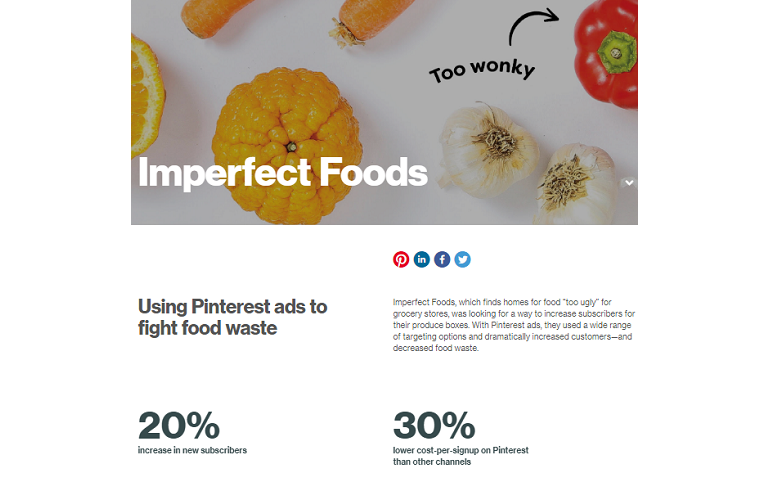 Too wonky
Imperfect Foods
in f
Using Pinterest ads to
fight food waste
Imperfect Foods, which finds homes for food "too ugly" for
grocery stores, was looking for a way to increase subscribers for
their produce boxes. With Pinterest ads, they used a wide range
of targeting options and dramatically increased customers—and
decreased food waste.
20%
increase in new subscribers
30%
lower cost-per-signup on Pinterest
than other channels